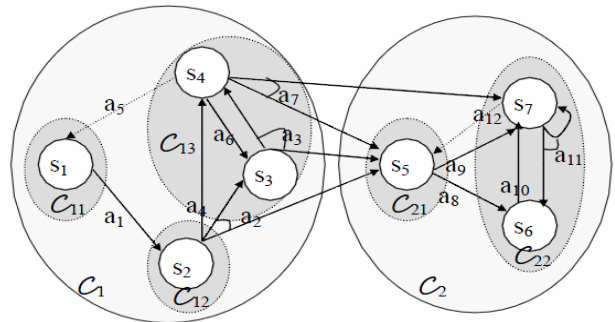 s₄
s₇
a₅
a₇
a₁₂
C₁₃
a₆
a₃
a₁₁
s₁
s₃
s₅
a₉
a₁₀
C₁₁
a₄
a₂
C₂₁
a₈
a₁
s₆
s₂
C₂₂
C₁
C₁₂
C₂